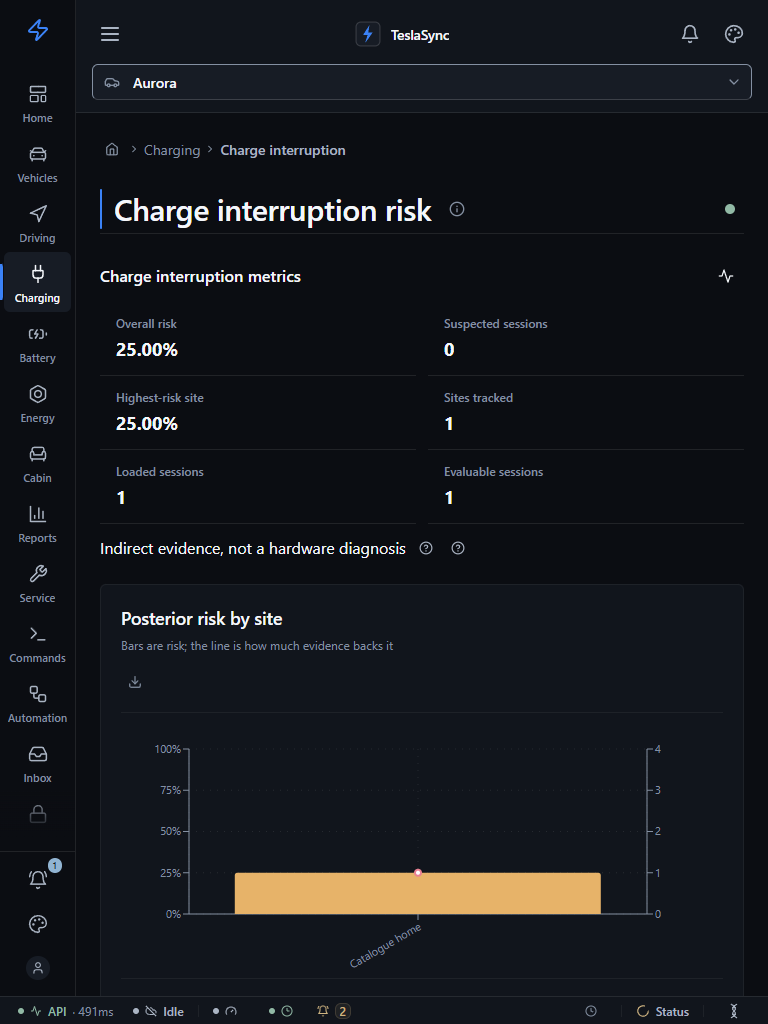 TeslaSync
Aurora
Home
Vehicles
Driving
Charging
Battery
Energy
Cabin
Reports
Service
Commands
Automation
Inbox
1
Charging
Charge interruption
Charge interruption risk
Charge interruption metrics
Overall risk
25.00%
Suspected sessions
0
Highest-risk site
25.00%
Sites tracked
1
Loaded sessions
1
Evaluable sessions
1
Indirect evidence, not a hardware diagnosis
Posterior risk by site
Bars are risk; the line is how much evidence backs it
100%
75%
50%
25%
0%
4
3
2
1
0
Catalogue home
API · 491ms
Idle
2
Status